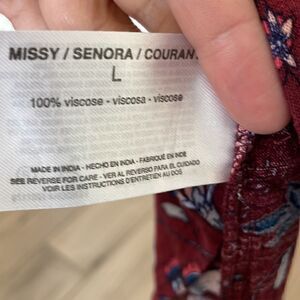 MISSY / SENORA / COURAN
L
100% viscose - viscosa - viscose
MADE IN INDIA - HECHO EN INDIA - FABRIQUÉ EN INDE
SEE REVERSE FOR CARE - VER AL REVERSO PARA EL CUIDADO
VOIR LES INSTRUCTIONS D'ENTRETIEN AU DOS